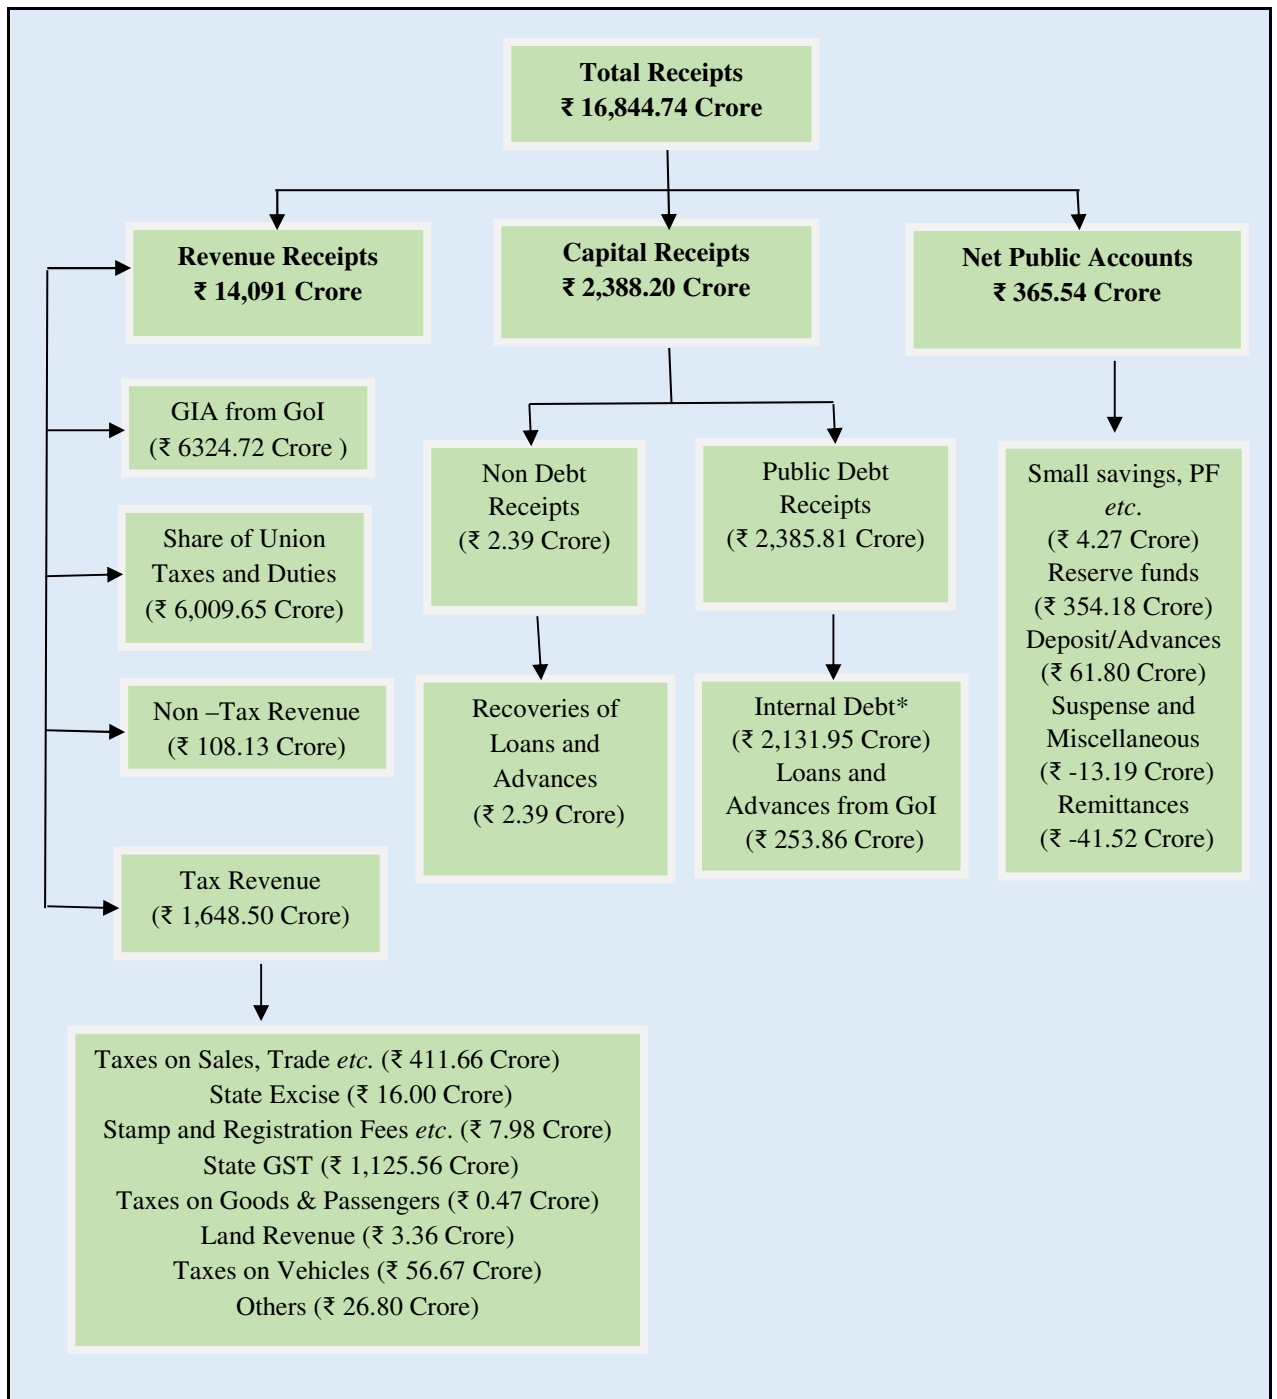 Total Receipts
₹ 16,844.74 Crore
Revenue Receipts
₹ 14,091 Crore
Capital Receipts
₹ 2,388.20 Crore
Net Public Accounts
₹ 365.54 Crore
GIA from GoI
(₹ 6324.72 Crore )
Share of Union
Taxes and Duties
(₹ 6,009.65 Crore)
Non –Tax Revenue
(₹ 108.13 Crore)
Tax Revenue
(₹ 1,648.50 Crore)
Taxes on Sales, Trade etc. (₹ 411.66 Crore)
State Excise (₹ 16.00 Crore)
Stamp and Registration Fees etc. (₹ 7.98 Crore)
State GST (₹ 1,125.56 Crore)
Taxes on Goods & Passengers (₹ 0.47 Crore)
Land Revenue (₹ 3.36 Crore)
Taxes on Vehicles (₹ 56.67 Crore)
Others (₹ 26.80 Crore)
Non Debt
Receipts
(₹ 2.39 Crore)
Recoveries of
Loans and
Advances
(₹ 2.39 Crore)
Public Debt
Receipts
(₹ 2,385.81 Crore)
Internal Debt*
(₹ 2,131.95 Crore)
Loans and
Advances from GoI
(₹ 253.86 Crore)
Small savings, PF
etc.
(₹ 4.27 Crore)
Reserve funds
(₹ 354.18 Crore)
Deposit/Advances
(₹ 61.80 Crore)
Suspense and
Miscellaneous
(₹ -13.19 Crore)
Remittances
(₹ -41.52 Crore)